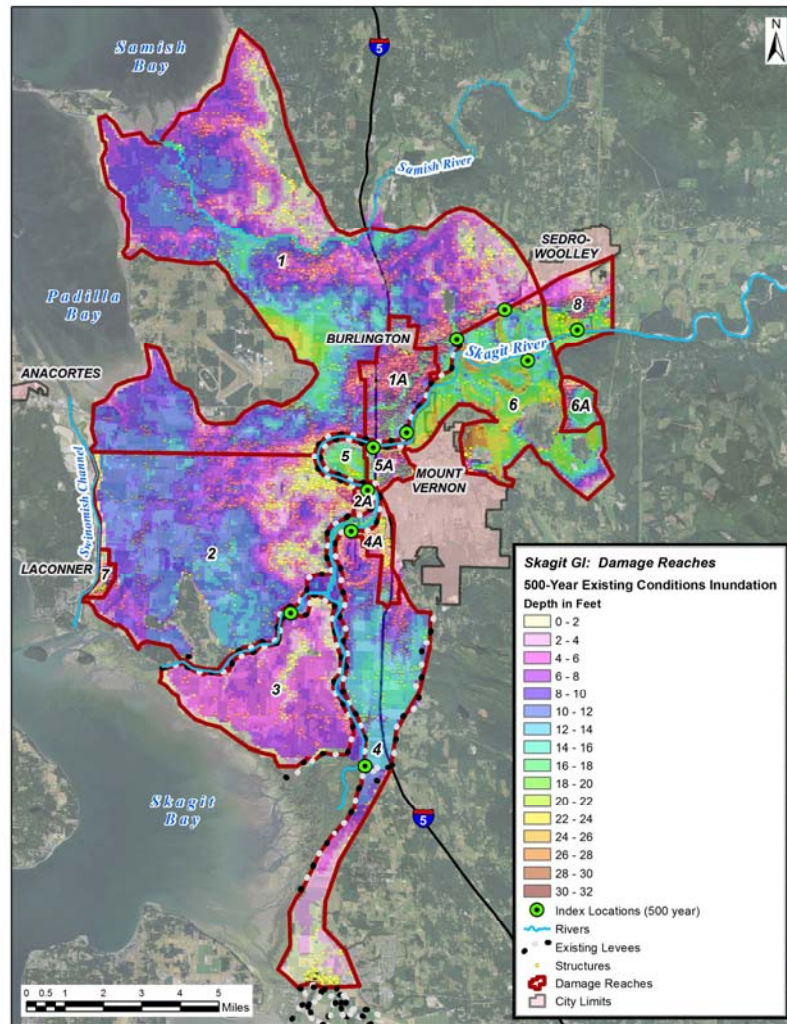 N
5
Samish
Bay
Samish River
1
SEDRO-
WOOLLEY
8
Padilla
Bay
BURLINGTON
Skagit River
ANACORTES
1A
6
6A
Swinomish Channel
5
5A
MOUNT
VERNON
2A
4A
2
LACONNER
7
3
4
Skagit
Bay
5
Skagit GI: Damage Reaches
500-Year Existing Conditions Inundation
Depth in Feet
0 - 2
2 - 4
4 - 6
6 - 8
8 - 10
10 - 12
12 - 14
14 - 16
16 - 18
18 - 20
20 - 22
22 - 24
24 - 26
26 - 28
28 - 30
30 - 32
Index Locations (500 year)
Rivers
Existing Levees
Structures
Damage Reaches
City Limits
0 0.5 1 2 3 4 5
Miles